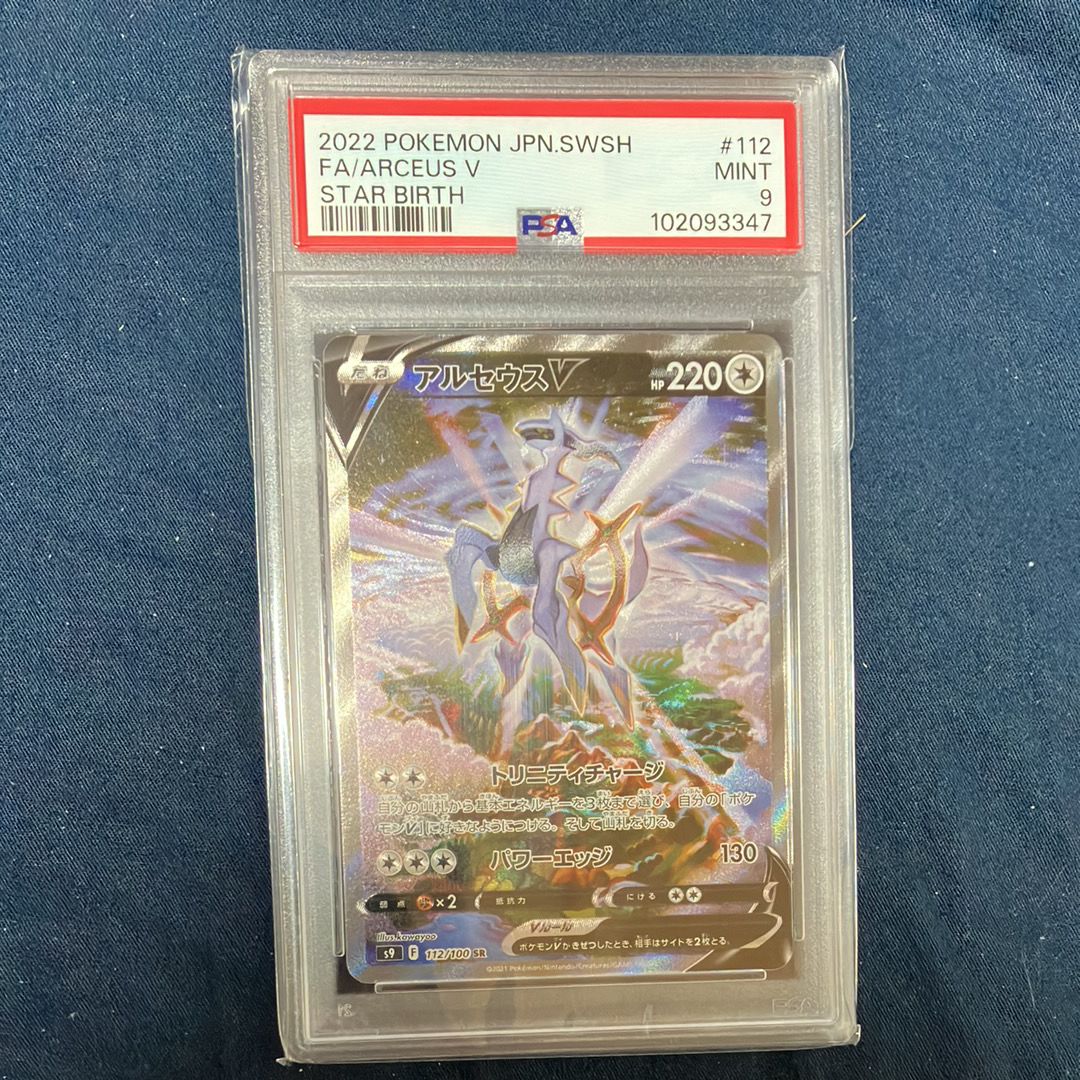 2022 POKEMON JPN.SWSH #112
FA/ARCEUS V MINT
STAR BIRTH 9
PSA 102093347
たね アルセウスV HP220
トリニティチャージ
自分の山札から基本エネルギーを3枚まで選び、自分の「ポケ
モンV」に好きなようにつける。そして山札を切る。
パワーエッジ 130
弱点 ×2 抵抗力 にげる
Vルール
ポケモンVがきぜつしたとき、相手はサイドを2枚とる。
Illus.kawayoo
s9 F 112/100 SR
©2021 Pokémon/Nintendo/Creatures/GAME
PSA